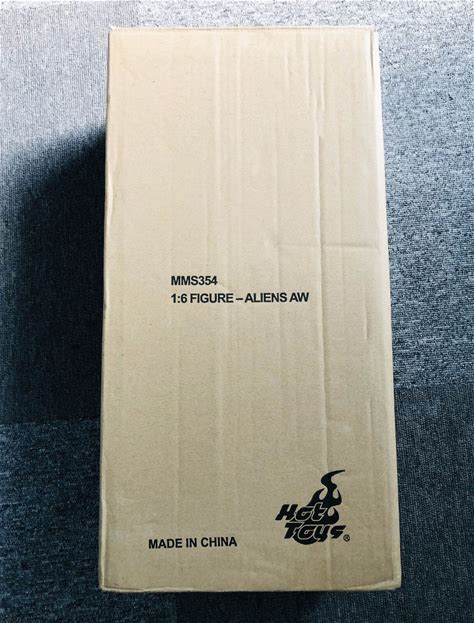 MMS354
1:6 FIGURE – ALIENS AW
Hot
Toys®
MADE IN CHINA